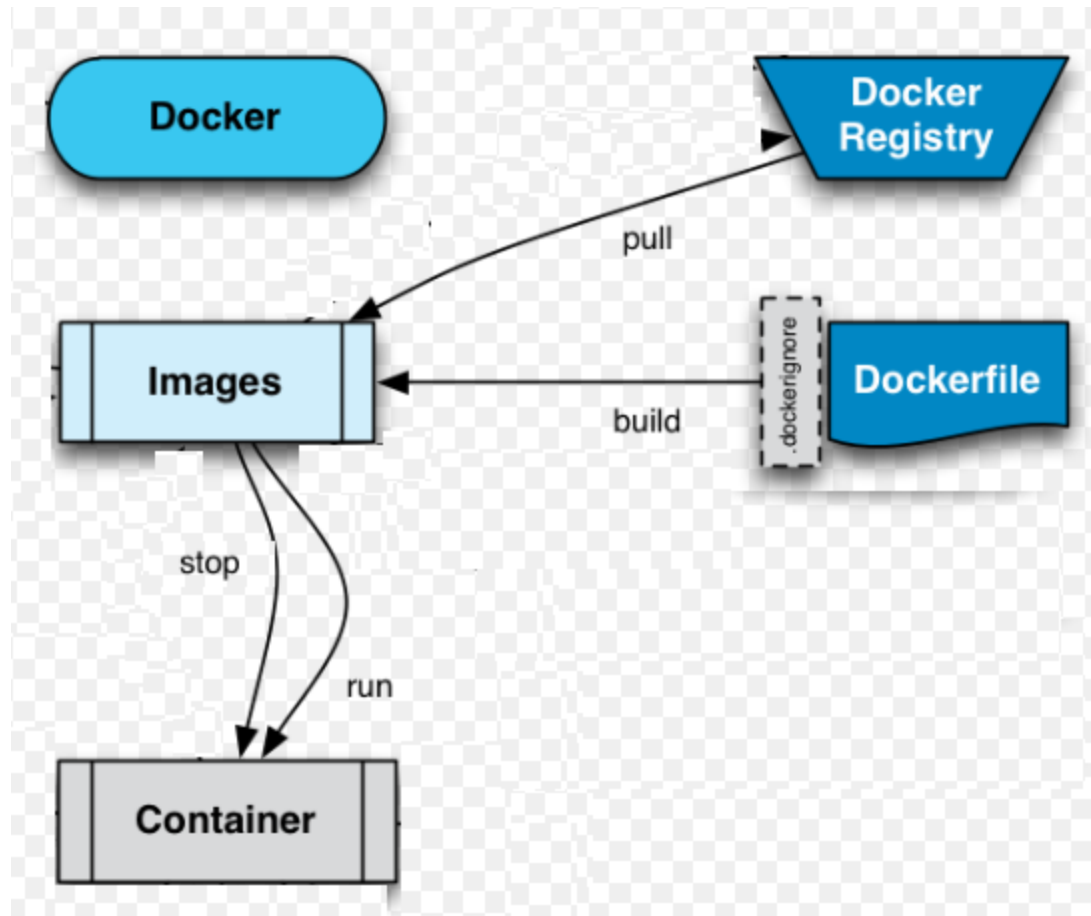 Docker
Docker
Registry
pull
Images
.dockerignore
Dockerfile
build
stop
run
Container